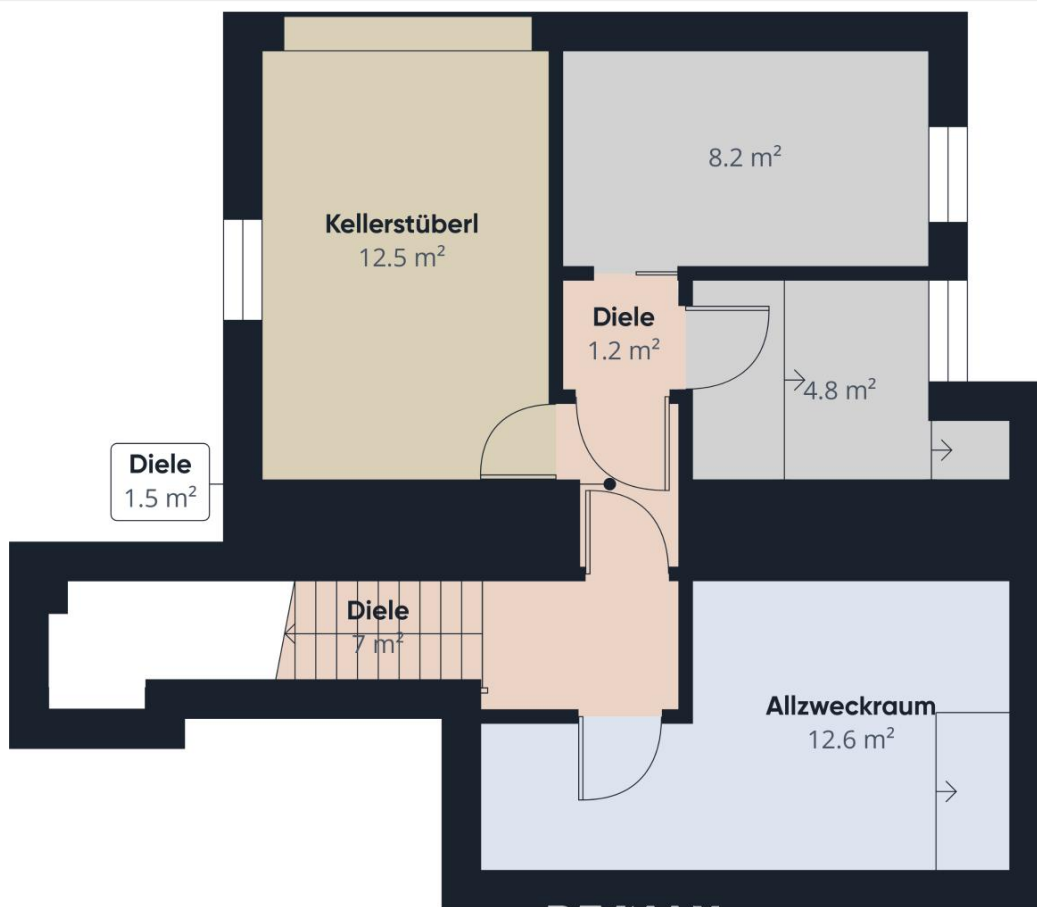 8.2 m²
Kellerstüberl
12.5 m²
Diele
1.2 m²
4.8 m²
Diele
1.5 m²
Diele
7 m²
Allzweckraum
12.6 m²